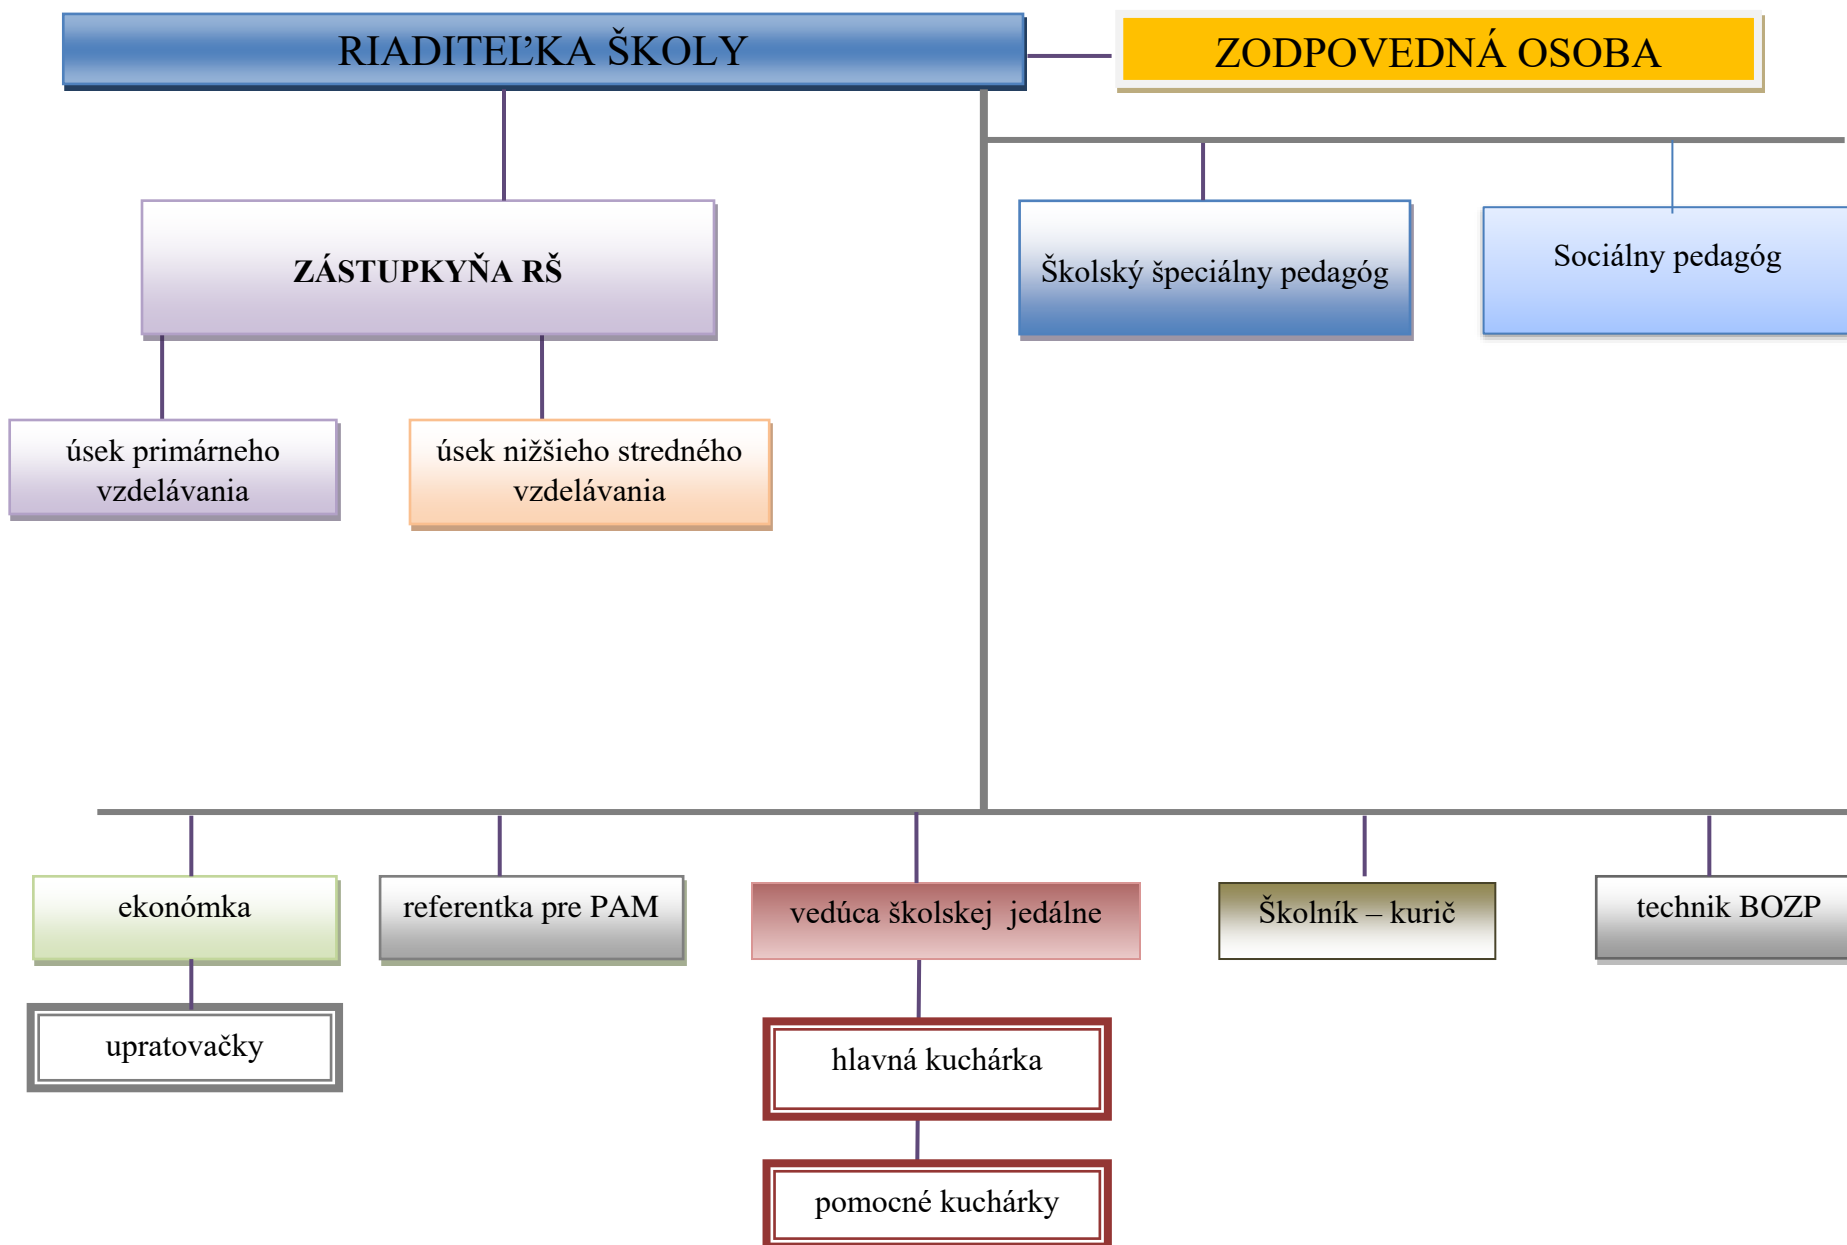 RIADITEĽKA ŠKOLY
ZODPOVEDNÁ OSOBA
ZÁSTUPKYŇA RŠ
Školský špeciálny pedagóg
Sociálny pedagóg
úsek primárneho
vzdelávania
úsek nižšieho stredného
vzdelávania
ekonómka
referentka pre PAM
vedúca školskej jedálne
Školník – kurič
technik BOZP
upratovačky
hlavná kuchárka
pomocné kuchárky